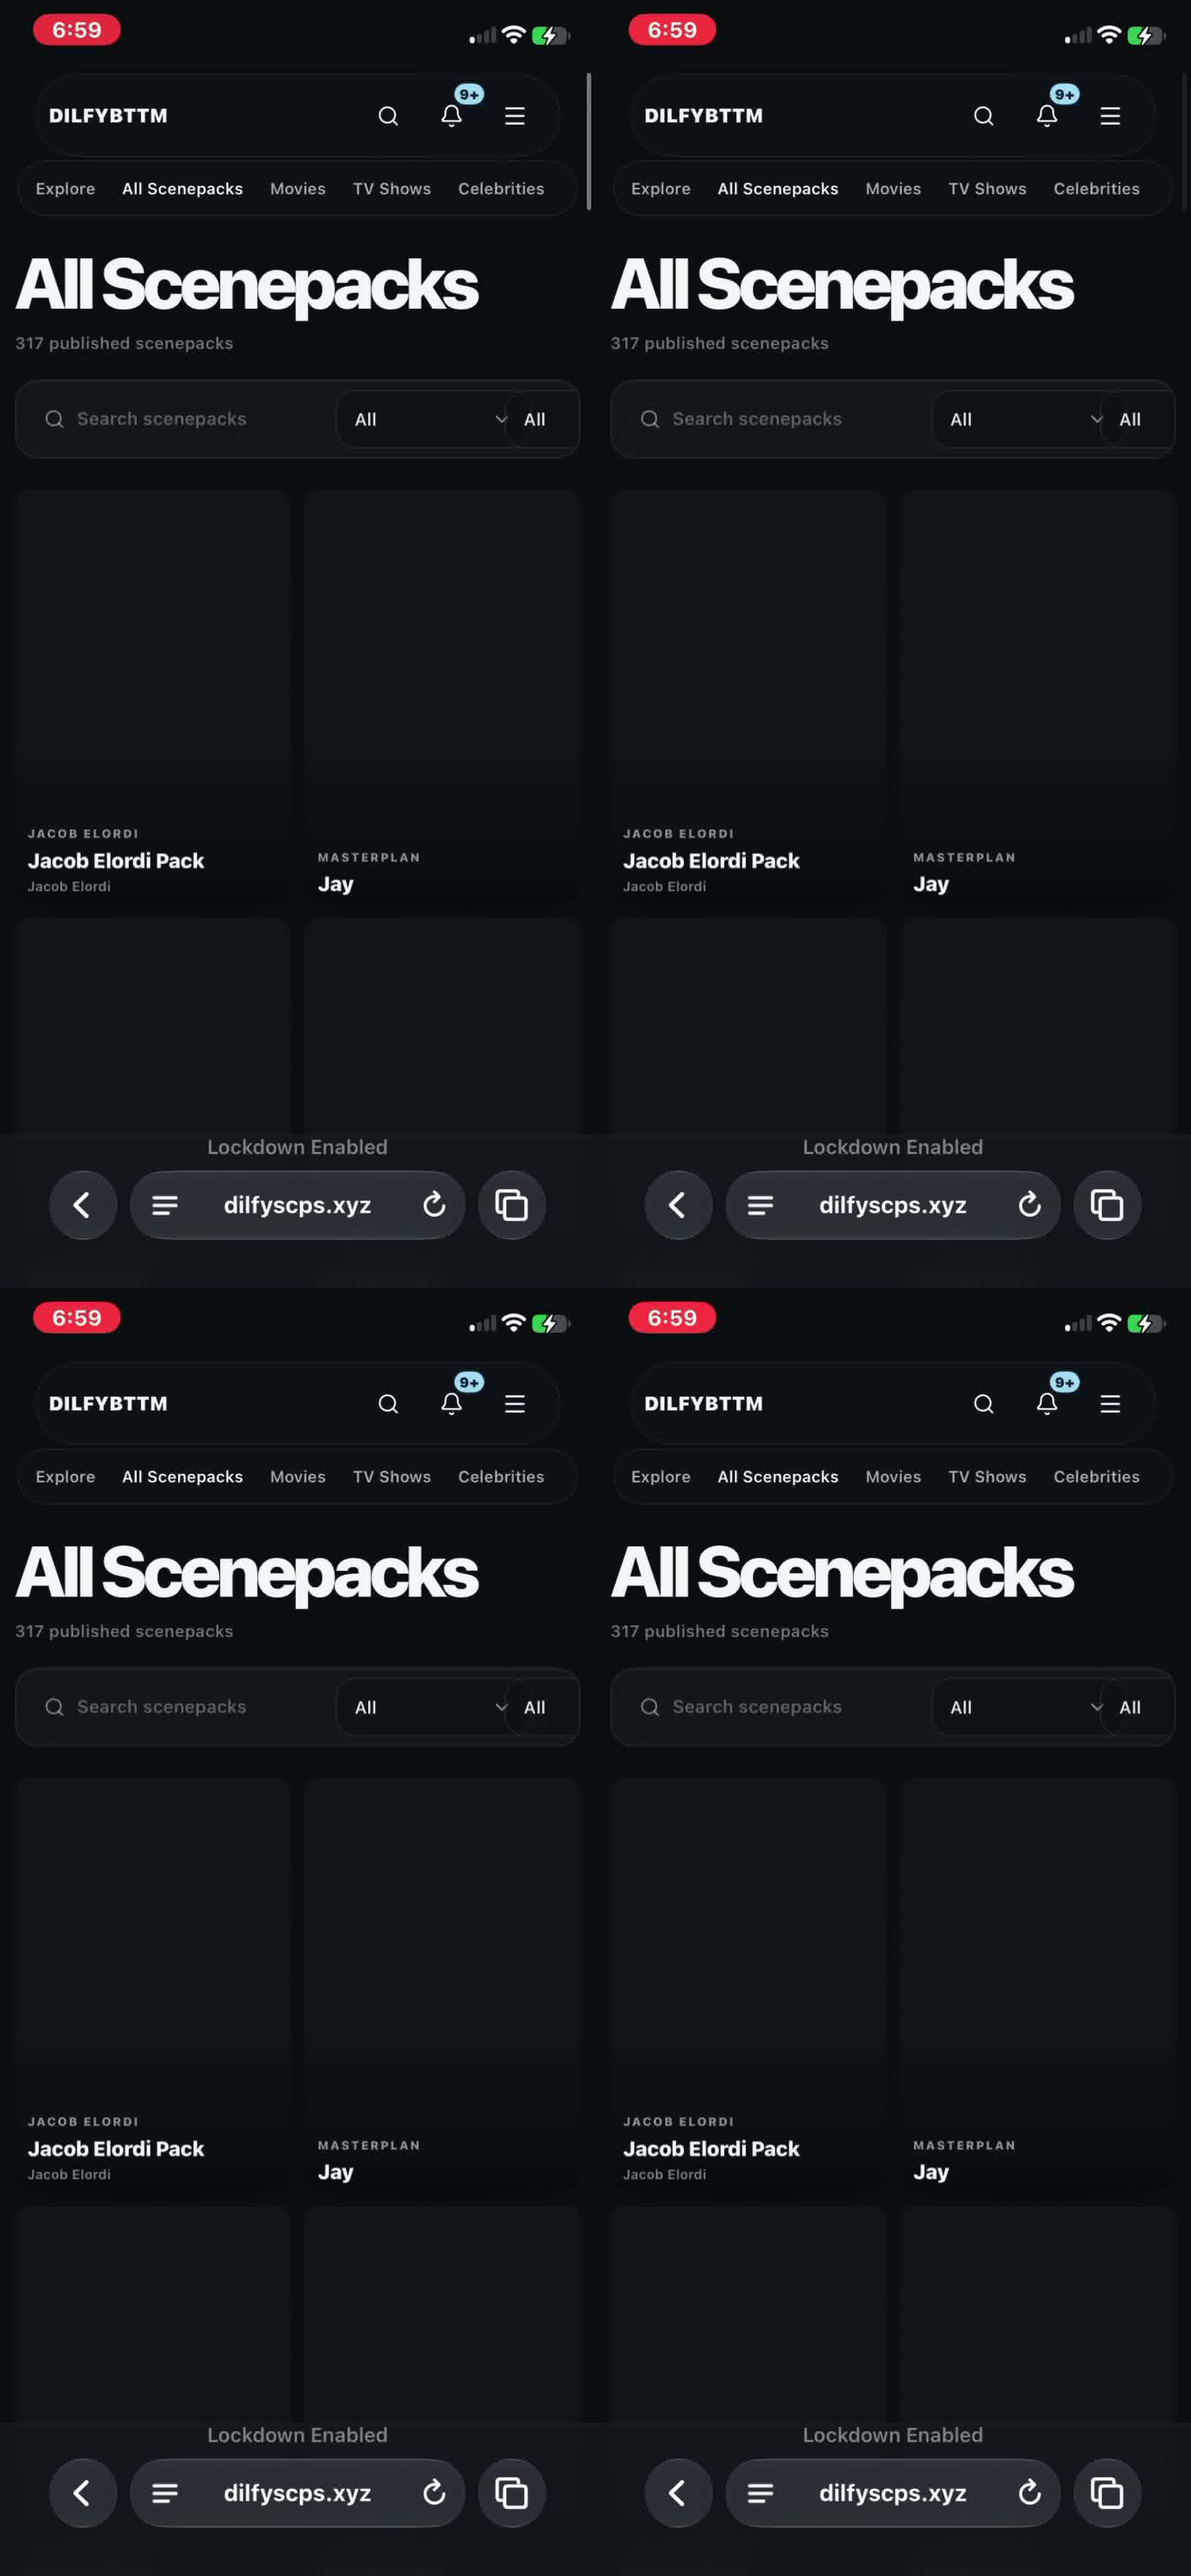 6:59
9+
DILFYBTTM
Explore All Scenepacks Movies TV Shows Celebrities
All Scenepacks
317 published scenepacks
Search scenepacks All All
JACOB ELORDI
Jacob Elordi Pack
Jacob Elordi
MASTERPLAN
Jay
Lockdown Enabled
dilfyscps.xyz
6:59
9+
DILFYBTTM
Explore All Scenepacks Movies TV Shows Celebrities
All Scenepacks
317 published scenepacks
Search scenepacks All All
JACOB ELORDI
Jacob Elordi Pack
Jacob Elordi
MASTERPLAN
Jay
Lockdown Enabled
dilfyscps.xyz
6:59
9+
DILFYBTTM
Explore All Scenepacks Movies TV Shows Celebrities
All Scenepacks
317 published scenepacks
Search scenepacks All All
JACOB ELORDI
Jacob Elordi Pack
Jacob Elordi
MASTERPLAN
Jay
Lockdown Enabled
dilfyscps.xyz
6:59
9+
DILFYBTTM
Explore All Scenepacks Movies TV Shows Celebrities
All Scenepacks
317 published scenepacks
Search scenepacks All All
JACOB ELORDI
Jacob Elordi Pack
Jacob Elordi
MASTERPLAN
Jay
Lockdown Enabled
dilfyscps.xyz